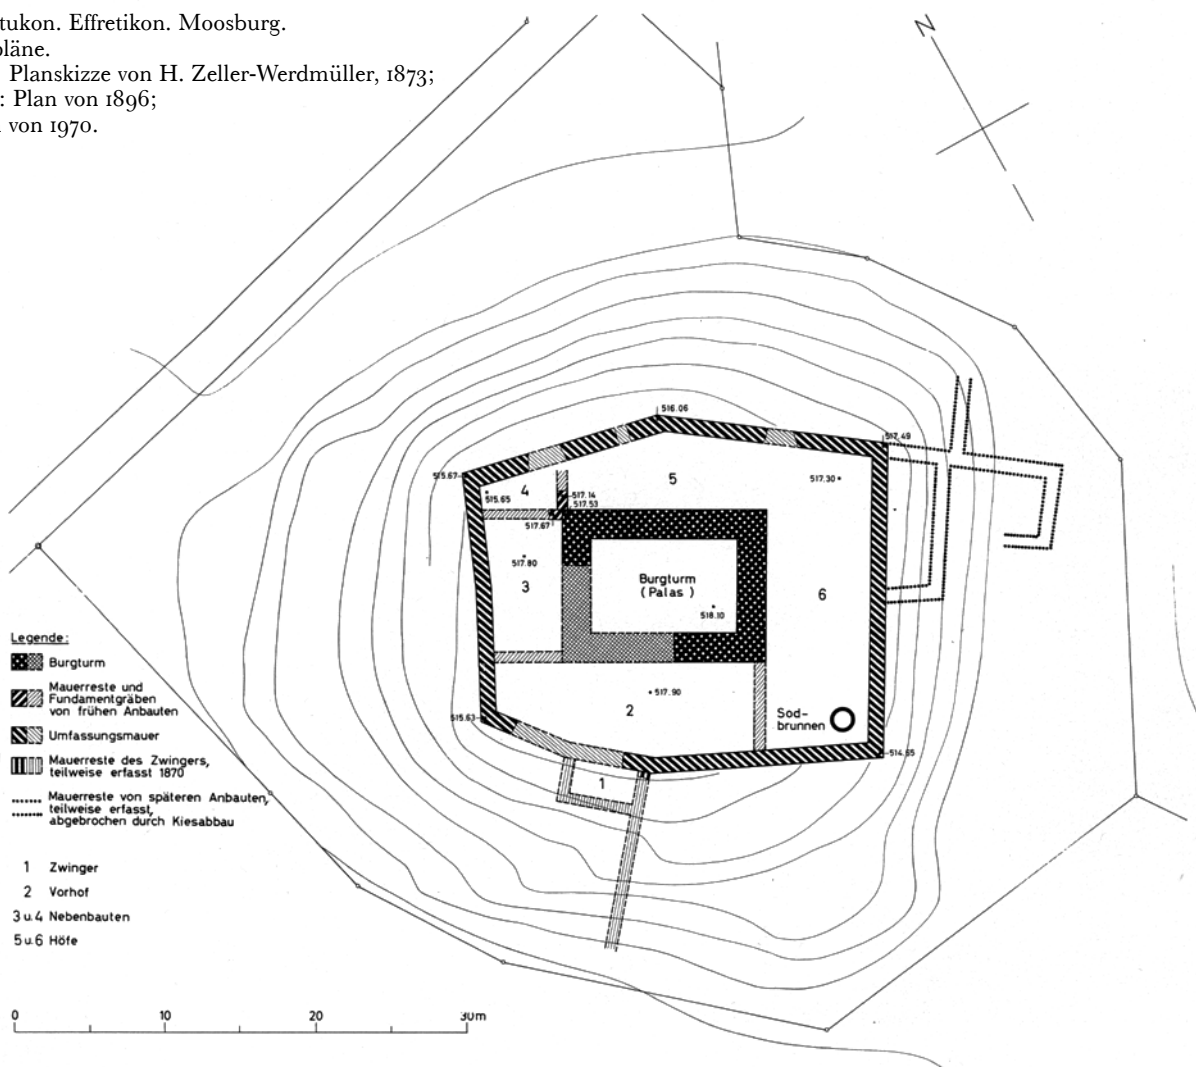 tukon. Effretikon. Moosburg.
pläne.
Planskizze von H. Zeller-Werdmüller, 1873;
: Plan von 1896;
von 1970.
N
516.06
517.49
515.67
515.65
4
517.14
517.53
517.67
5
517.30
517.80
3
Burgturm
(Palas)
518.10
6
517.90
2
515.63
Sod-
brunnen
514.65
1
Legende:
Burgturm
Mauerreste und
Fundamentgräben
von frühen Anbauten
Umfassungsmauer
Mauerreste des Zwingers,
teilweise erfasst 1870
Mauerreste von späteren Anbauten,
teilweise erfasst,
abgebrochen durch Kiesabbau
1 Zwinger
2 Vorhof
3 u.4 Nebenbauten
5 u.6 Höfe
0 10 20 30m